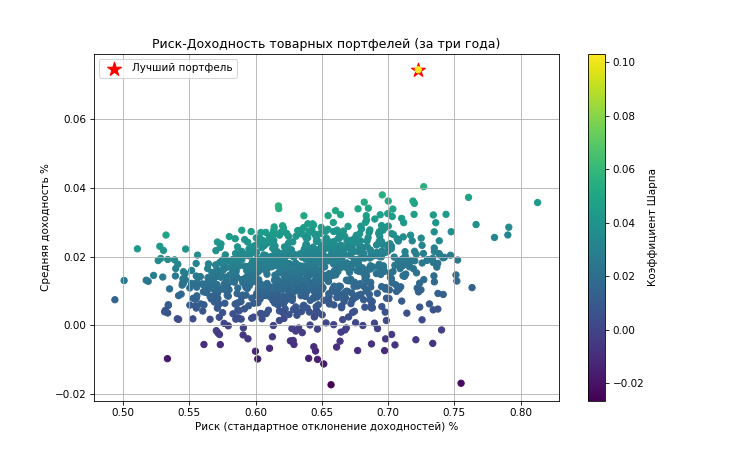 Риск-Доходность товарных портфелей (за три года)
Лучший портфель
Средняя доходность %
0.06
0.04
0.02
0.00
−0.02
0.50 0.55 0.60 0.65 0.70 0.75 0.80
Риск (стандартное отклонение доходностей) %
0.10
0.08
0.06
0.04
0.02
0.00
−0.02
Коэффициент Шарпа